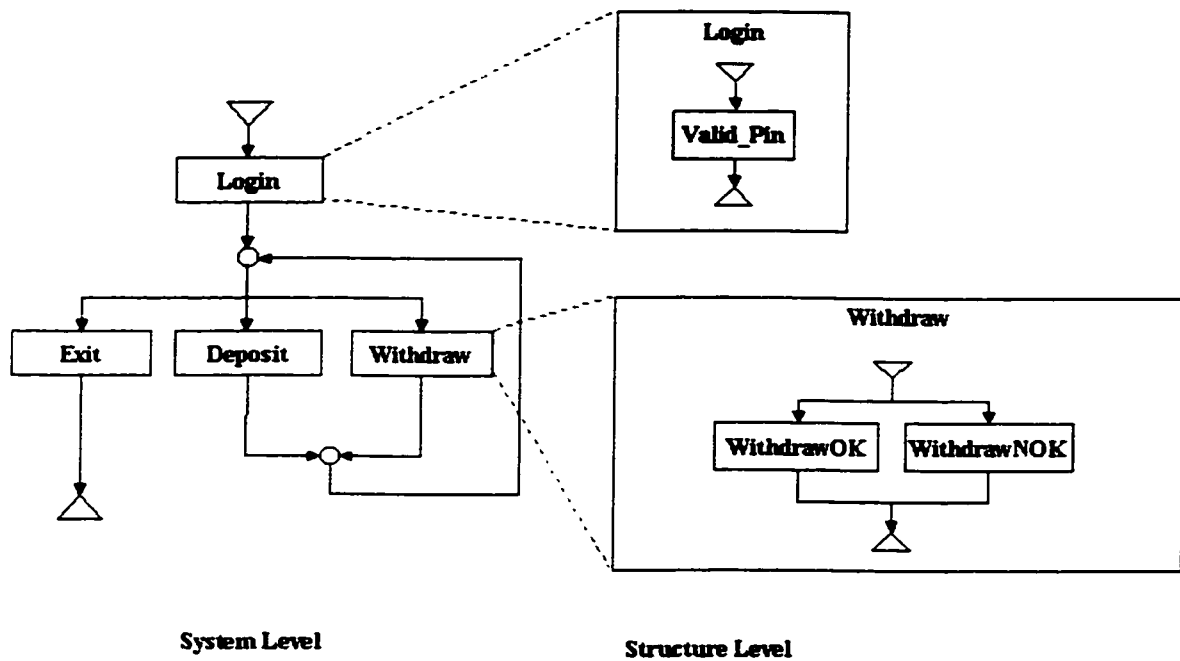 Login
Valid_Pin
Login
Exit
Deposit
Withdraw
Withdraw
WithdrawOK
WithdrawNOK
System Level
Structure Level